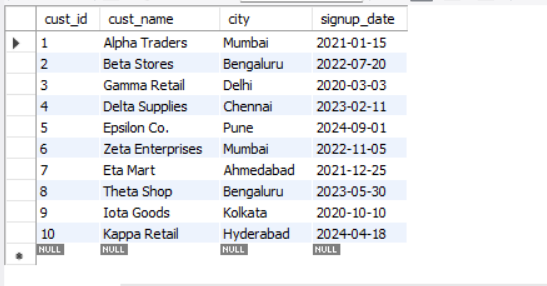 cust_id cust_name city signup_date
1 Alpha Traders Mumbai 2021-01-15
2 Beta Stores Bengaluru 2022-07-20
3 Gamma Retail Delhi 2020-03-03
4 Delta Supplies Chennai 2023-02-11
5 Epsilon Co. Pune 2024-09-01
6 Zeta Enterprises Mumbai 2022-11-05
7 Eta Mart Ahmedabad 2021-12-25
8 Theta Shop Bengaluru 2023-05-30
9 Iota Goods Kolkata 2020-10-10
10 Kappa Retail Hyderabad 2024-04-18
NULL NULL NULL NULL